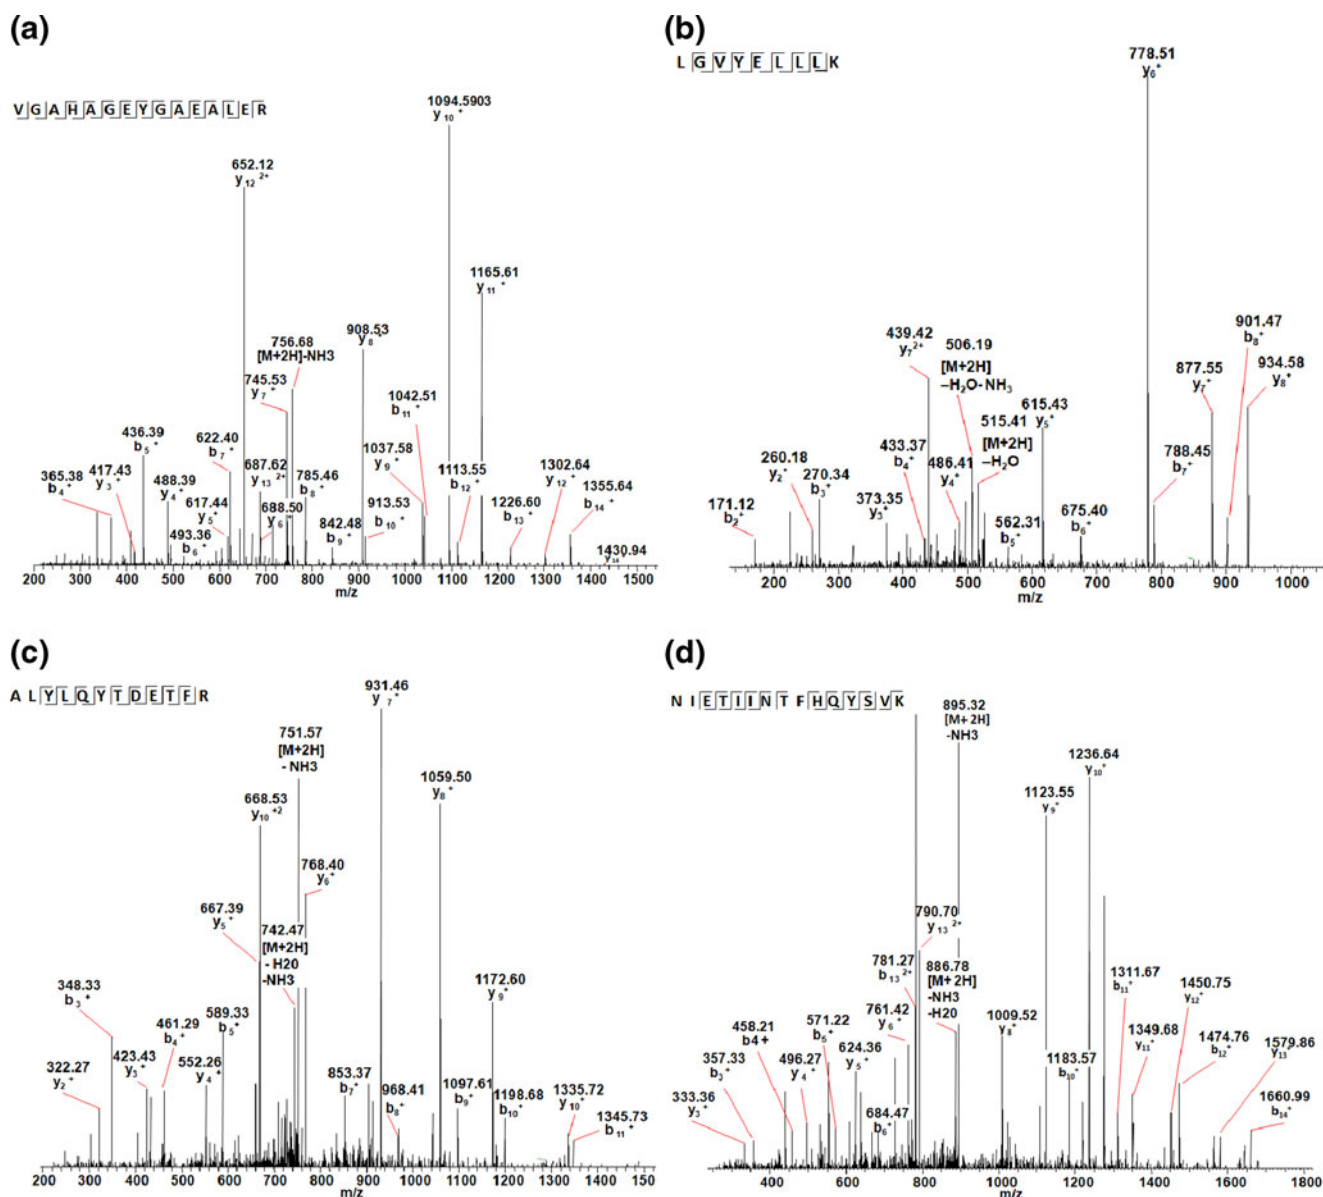 (a)
VGAHAGEYGAEALER
1094.5903
y10+
652.12
y12 2+
1165.61
y11+
908.53
y8+
756.68
[M+2H]-NH3
745.53
y7+
1042.51
b11+
436.39
b5+
622.40
b7+
1037.58
y9+
365.38
b4+
417.43
y3+
488.39
y4+
687.62
y13 2+
785.46
b8+
1113.55
b12+
1302.64
y12+
1355.64
b14+
617.44
y5+
688.50
y6+
913.53
b10+
1226.60
b13+
493.36
b6+
842.48
b9+
1430.94
y14
200 300 400 500 600 700 800 900 1000 1100 1200 1300 1400 1500
m/z
(b)
LGVYELLLK
778.51
y6+
439.42
y7 2+
506.19
[M+2H]
–H2O-NH3
901.47
b8+
877.55
y7+
934.58
y8+
615.43
y5+
515.41
[M+2H]
–H2O
433.37
b4+
788.45
b7+
260.18
y2+
270.34
b3+
486.41
y4+
373.35
y3+
675.40
b6+
171.12
b2+
562.31
b5+
200 300 400 500 600 700 800 900 1000
m/z
(c)
ALYLQYTDETFR
931.46
y7+
751.57
[M+2H]
- NH3
668.53
y10+2
1059.50
y8+
768.40
y6+
667.39
y5+
742.47
[M+2H]
- H20
-NH3
348.33
b3+
1172.60
y9+
461.29
b4+
589.33
b5+
322.27
y2+
423.43
y3+
552.26
y4+
853.37
b7+
968.41
b8+
1097.61
b9+
1198.68
b10+
1335.72
y10+
1345.73
b11+
200 300 400 500 600 700 800 900 1000 1100 1200 1300 1400 1500
m/z
(d)
NIETIINTFHQYSVK
895.32
[M+2H]
-NH3
1236.64
y10+
1123.55
y9+
790.70
y13 2+
781.27
b13 2+
886.78
[M+2H]
-NH3
-H20
1311.67
b11+
1450.75
y12+
761.42
y6+
1009.52
y8+
1349.68
y11+
458.21
b4+
571.22
b5+
1474.76
b12+
1579.86
y13
357.33
b3+
496.27
y4+
624.36
y5+
1183.57
b10+
333.36
y3+
684.47
b6+
1660.99
b14+
400 600 800 1000 1200 1400 1600 1800
m/z